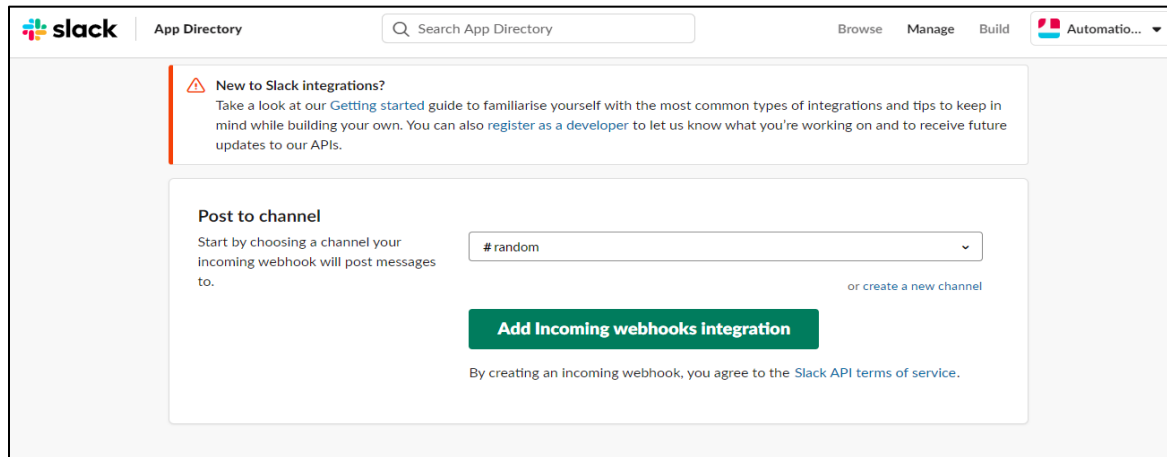 slack App Directory Search App Directory Browse Manage Build Automatio...
New to Slack integrations?
Take a look at our Getting started guide to familiarise yourself with the most common types of integrations and tips to keep in
mind while building your own. You can also register as a developer to let us know what you're working on and to receive future
updates to our APIs.
Post to channel
Start by choosing a channel your
incoming webhook will post messages
to.
# random
or create a new channel
Add Incoming webhooks integration
By creating an incoming webhook, you agree to the Slack API terms of service.